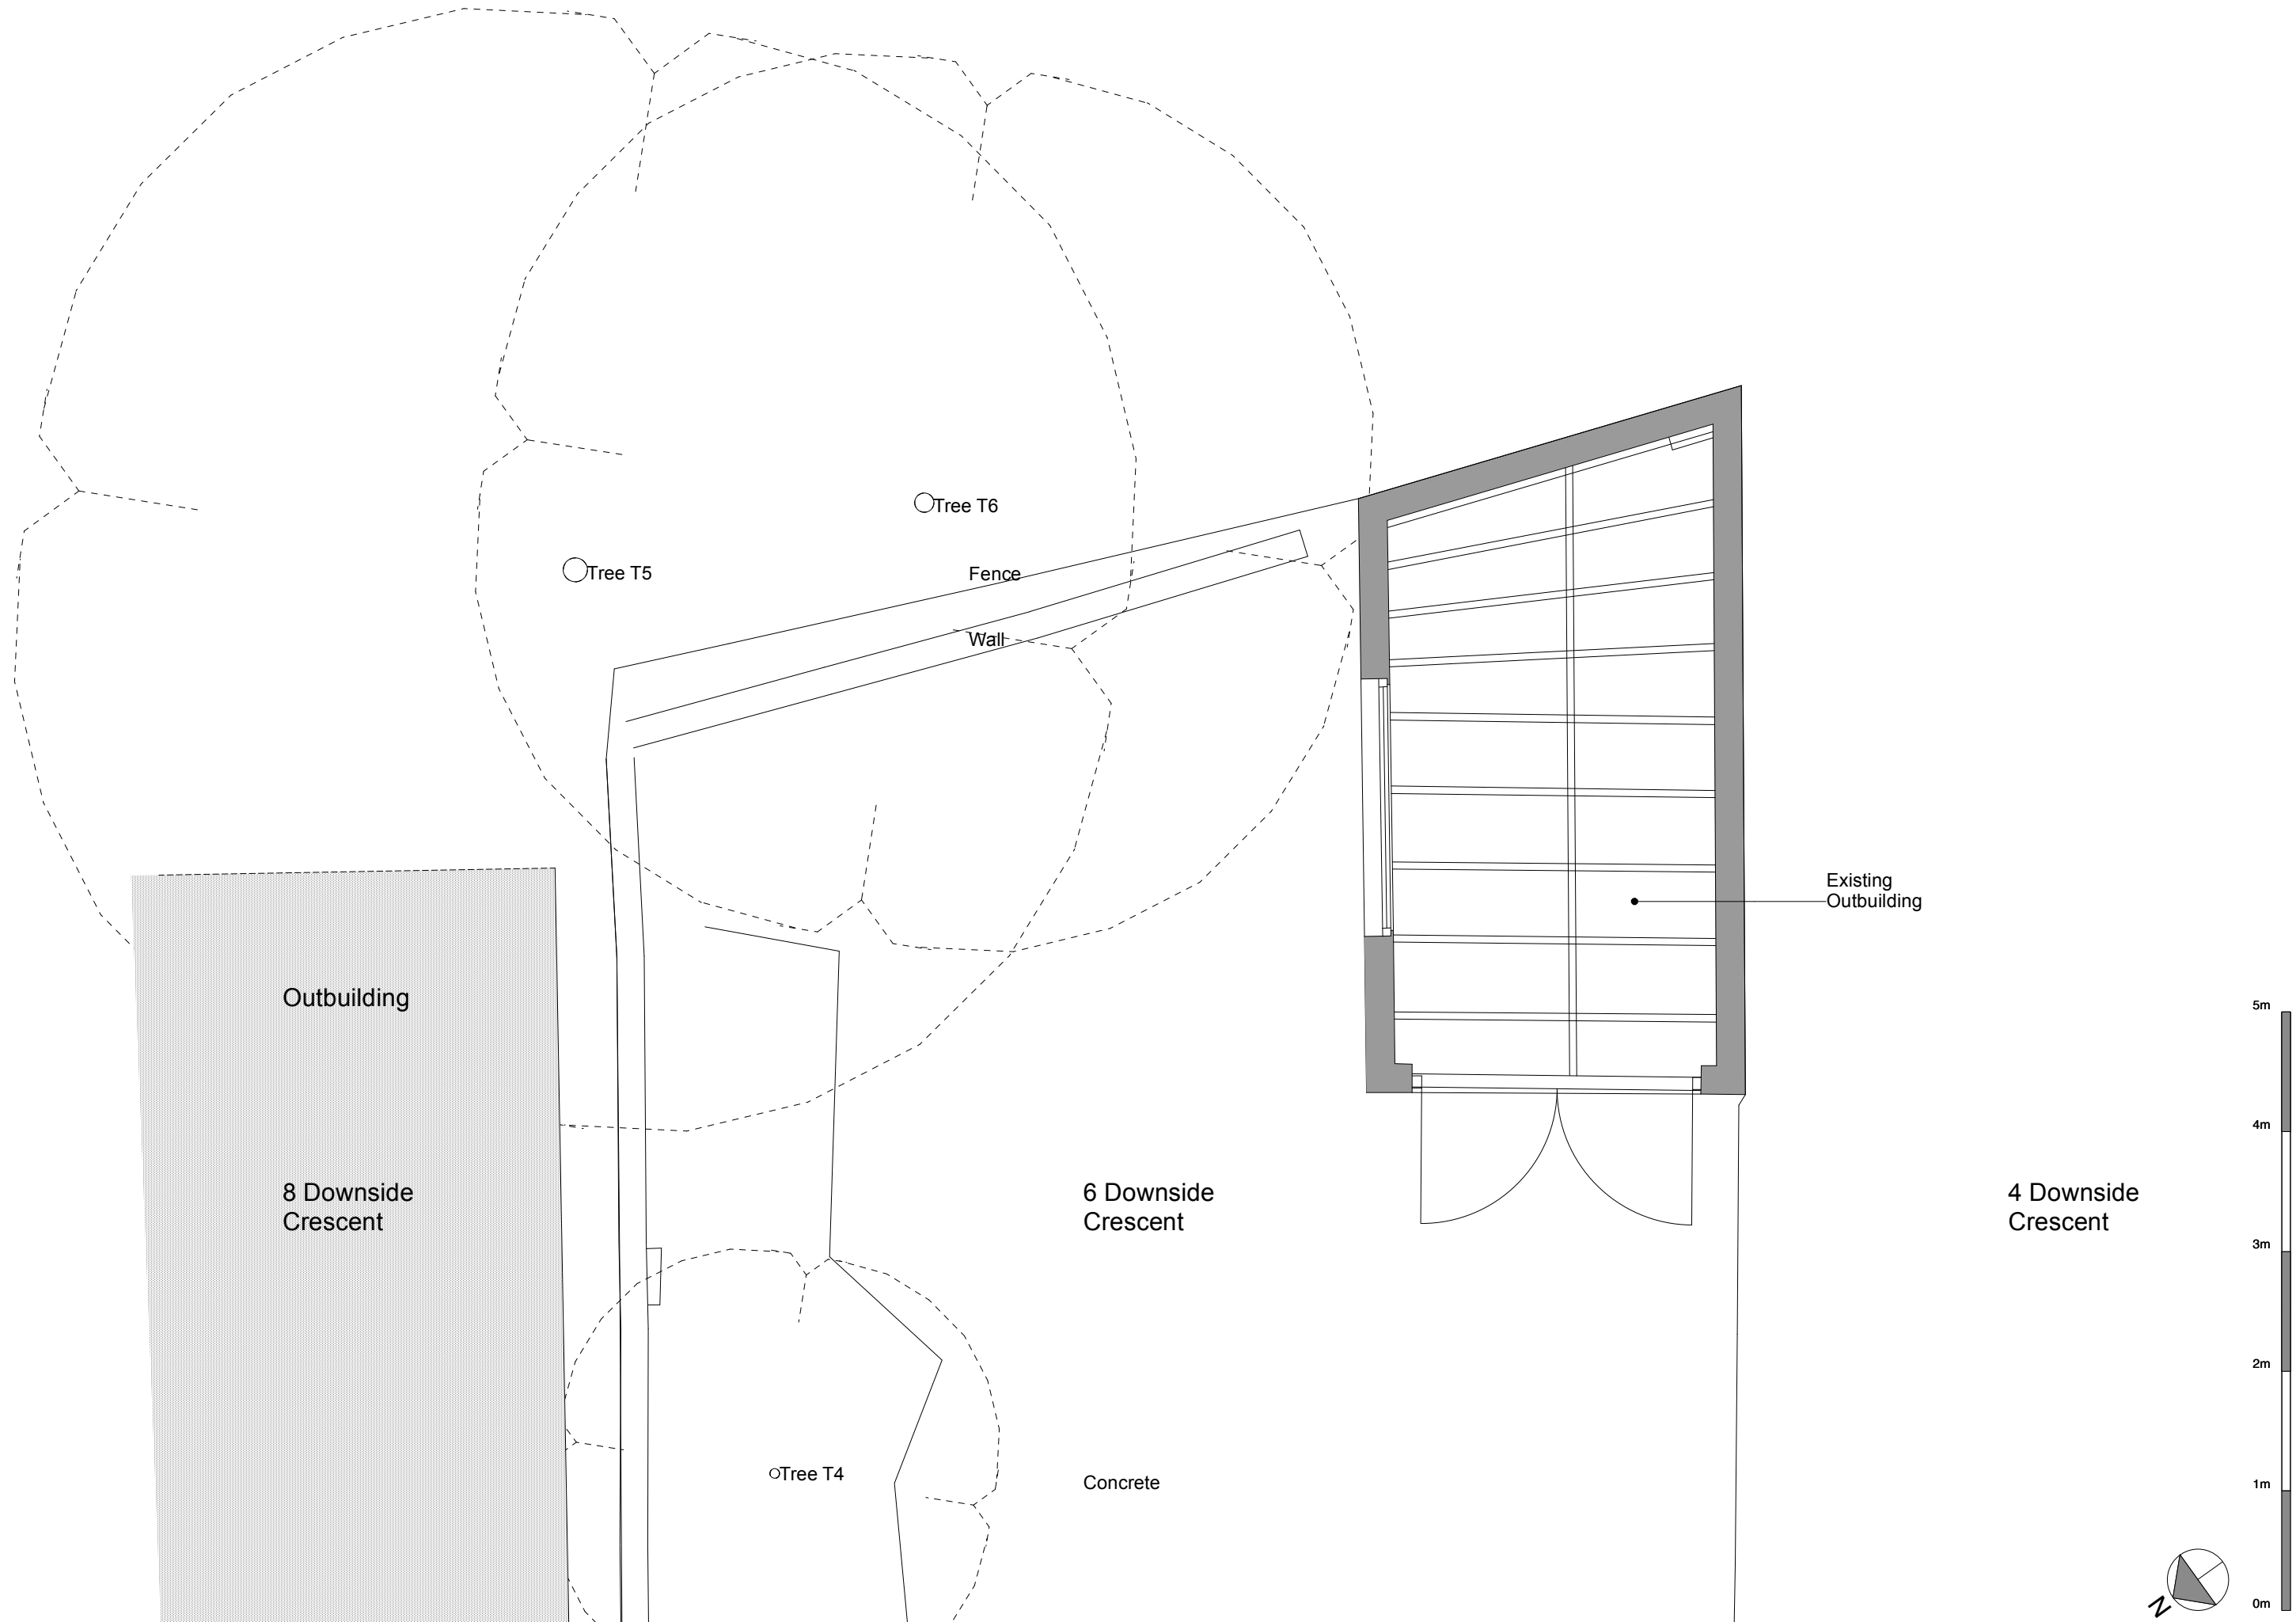 Tree T6
Tree T5
Fence
Wall
Existing
Outbuilding
Outbuilding
8 Downside
Crescent
6 Downside
Crescent
4 Downside
Crescent
Tree T4
Concrete
5m
4m
3m
2m
1m
0m
N